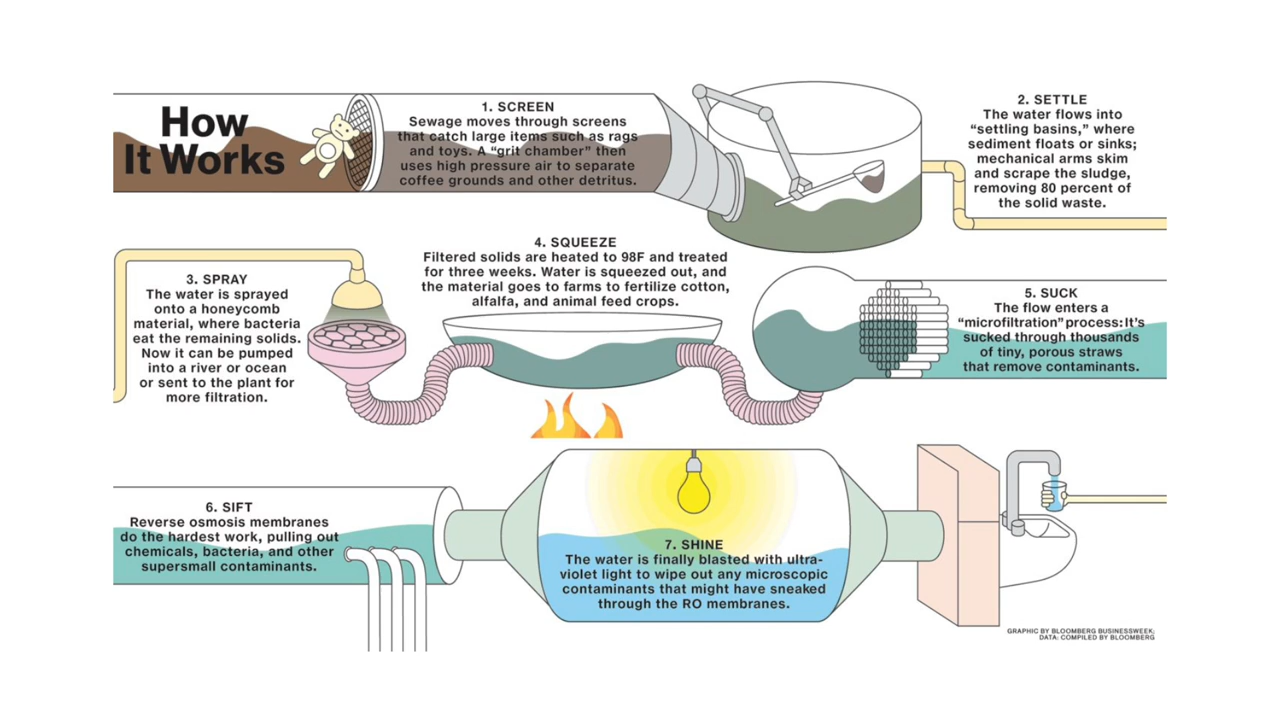 How
It Works
1. SCREEN
Sewage moves through screens
that catch large items such as rags
and toys. A “grit chamber” then
uses high pressure air to separate
coffee grounds and other detritus.
2. SETTLE
The water flows into
“settling basins,” where
sediment floats or sinks;
mechanical arms skim
and scrape the sludge,
removing 80 percent of
the solid waste.
3. SPRAY
The water is sprayed
onto a honeycomb
material, where bacteria
eat the remaining solids.
Now it can be pumped
into a river or ocean
or sent to the plant for
more filtration.
4. SQUEEZE
Filtered solids are heated to 98F and treated
for three weeks. Water is squeezed out, and
the material goes to farms to fertilize cotton,
alfalfa, and animal feed crops.
5. SUCK
The flow enters a
“microfiltration” process: It’s
sucked through thousands
of tiny, porous straws
that remove contaminants.
6. SIFT
Reverse osmosis membranes
do the hardest work, pulling out
chemicals, bacteria, and other
supersmall contaminants.
7. SHINE
The water is finally blasted with ultra-
violet light to wipe out any microscopic
contaminants that might have sneaked
through the RO membranes.
GRAPHIC BY BLOOMBERG BUSINESSWEEK;
DATA: COMPILED BY BLOOMBERG